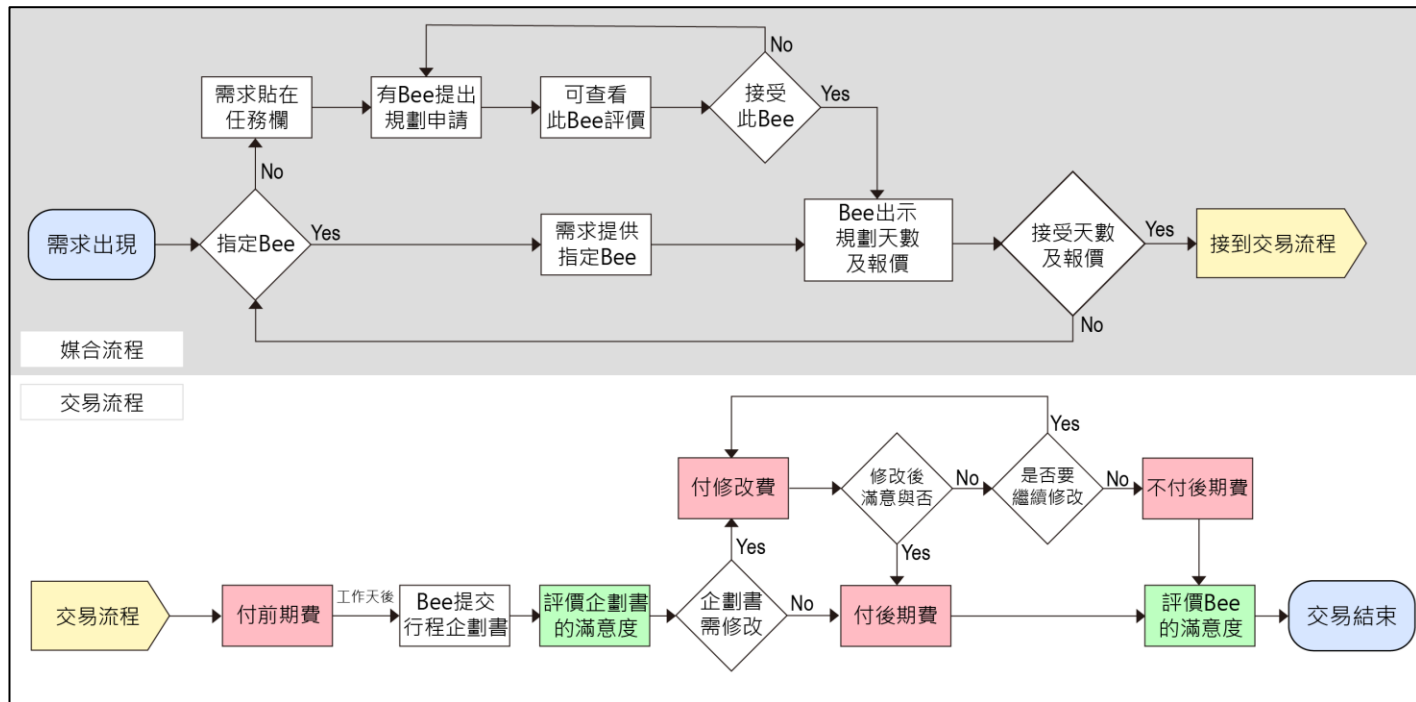 No
需求貼在
任務欄
有Bee提出
規劃申請
可查看
此Bee評價
接受
此Bee
Yes
No
需求出現
指定Bee
Yes
需求提供
指定Bee
Bee出示
規劃天數
及報價
接受天數
及報價
Yes
接到交易流程
No
媒合流程
交易流程
Yes
付修改費
修改後
滿意與否
No
是否要
繼續修改
No
不付後期費
Yes
Yes
交易流程
付前期費
工作天後
Bee提交
行程企劃書
評價企劃書
的滿意度
企劃書
需修改
No
付後期費
評價Bee
的滿意度
交易結束